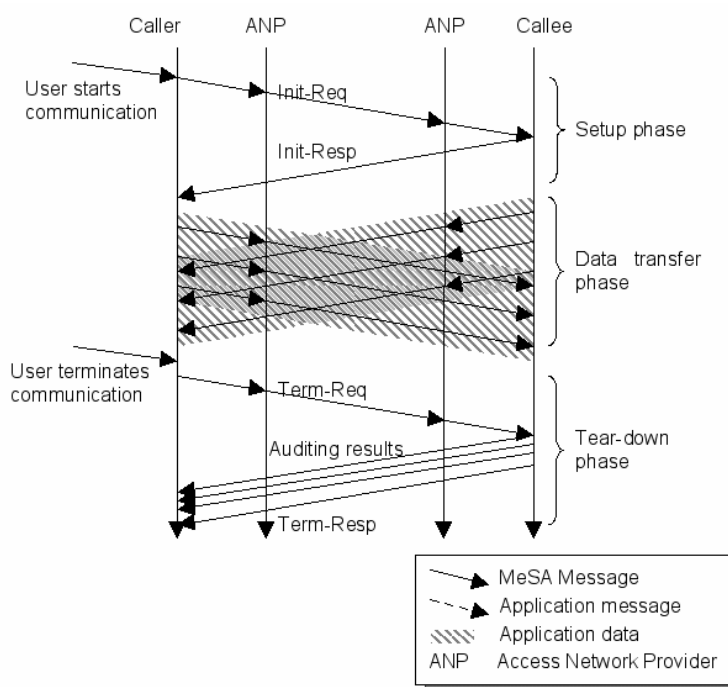 Caller ANP ANP Callee
User starts
communication
Init-Req
Setup phase
Init-Resp
Data transfer
phase
User terminates
communication
Term-Req
Auditing results
Tear-down
phase
Term-Resp
MeSA Message
Application message
Application data
ANP Access Network Provider